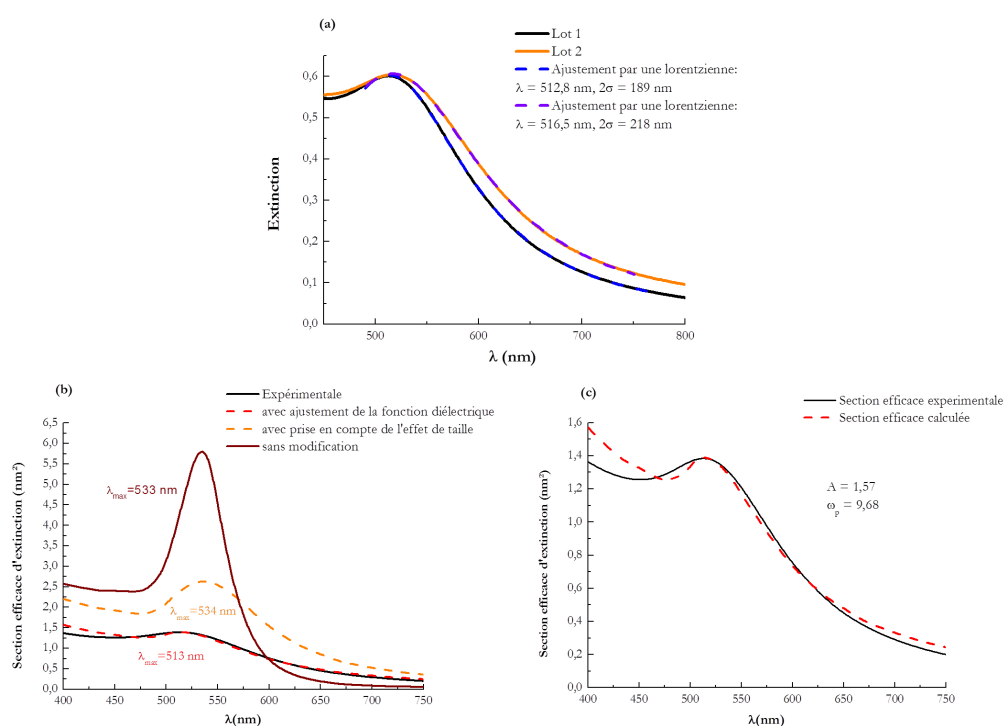 (a)
Lot 1
Lot 2
Ajustement par une lorentzienne:
λ = 512,8 nm, 2σ = 189 nm
Ajustement par une lorentzienne:
λ = 516,5 nm, 2σ = 218 nm
0,6
0,5
0,4
0,3
0,2
0,1
0,0
Extinction
500 600 700 800
λ (nm)
(b)
Expérimentale
avec ajustement de la fonction diélectrique
avec prise en compte de l'effet de taille
sans modification
6,5
6,0
5,5
5,0
4,5
4,0
3,5
3,0
2,5
2,0
1,5
1,0
0,5
0,0
Section efficace d'extinction (nm²)
λmax=533 nm
λmax=534 nm
λmax=513 nm
400 450 500 550 600 650 700 750
λ(nm)
(c)
Section efficace experimentale
Section efficace calculée
A = 1,57
ωp = 9,68
1,6
1,4
1,2
1,0
0,8
0,6
0,4
0,2
0,0
Section efficace d'extinction (nm²)
400 450 500 550 600 650 700 750
λ(nm)